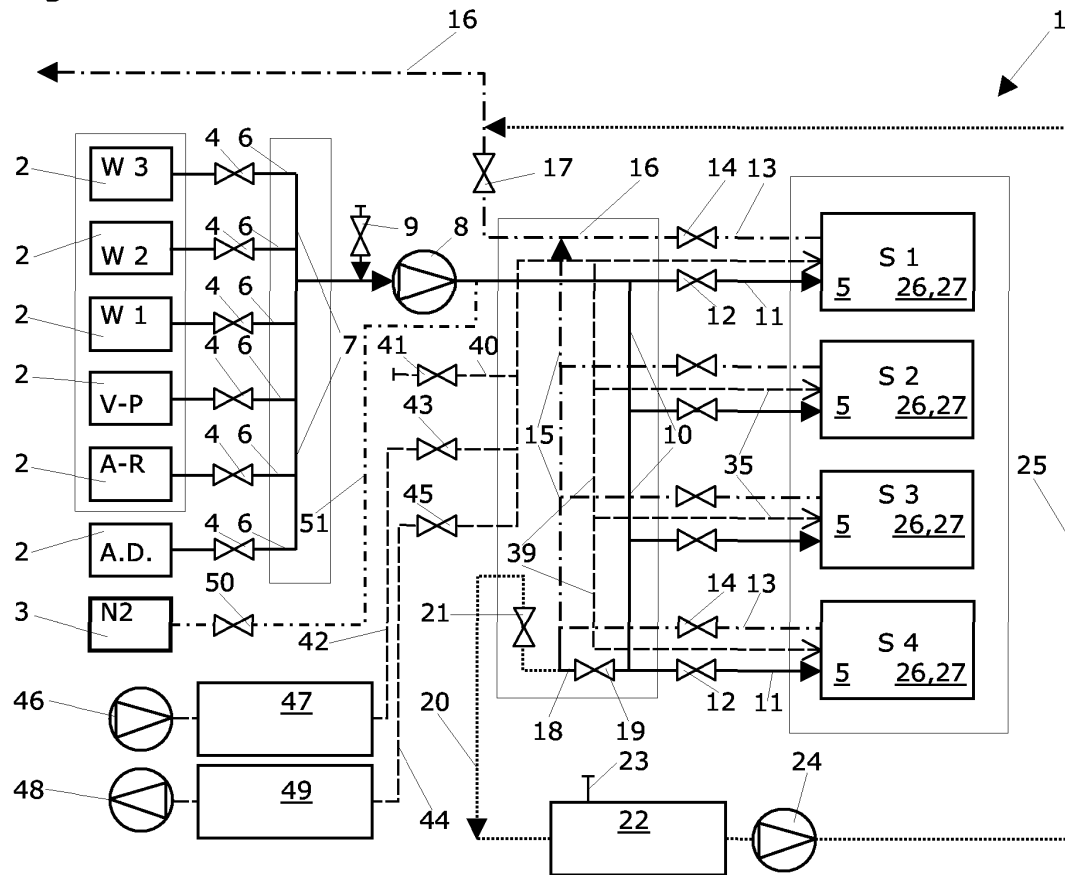 16 1
W 3 4 6 2
17 16 14 13
W 2 4 6 9 8 2
S 1
5 26,27
W 1 4 6 2
12 11
7 41 40
V-P 4 6 2
43
S 2
5 26,27
A-R 4 6 2
15 10 35 25
45
S 3
5 26,27
51
A.D. 4 6 2
39
50
N2 3
21 14 13
42
S 4
5 26,27
46 47
20 18 19 12 11
23 24
48 49
44 22